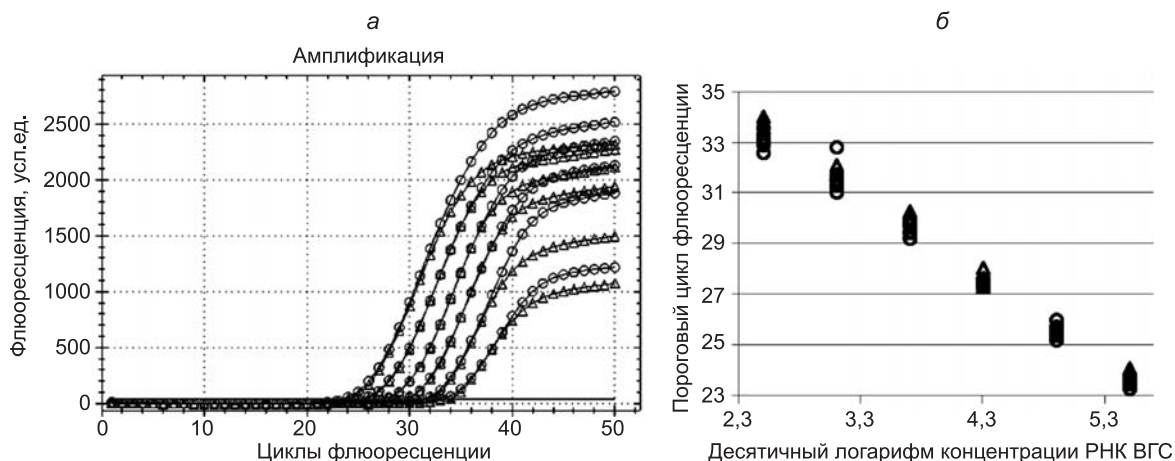 а
Амплификация
Флюоресценция, усл.ед.
2500
2000
1500
1000
500
0
0 10 20 30 40 50
Циклы флюоресценции
б
Пороговый цикл флюоресценции
35
33
31
29
27
25
23
2,3 3,3 4,3 5,3
Десятичный логарифм концентрации РНК ВГС